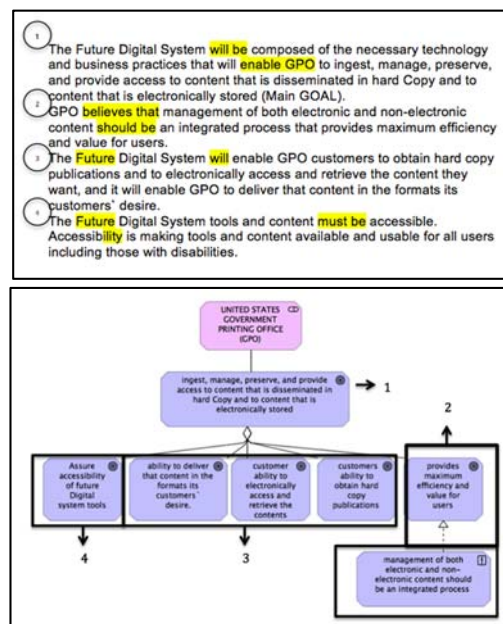 1
The Future Digital System will be composed of the necessary technology
and business practices that will enable GPO to ingest, manage, preserve,
and provide access to content that is disseminated in hard Copy and to
content that is electronically stored (Main GOAL).
2
GPO believes that management of both electronic and non-electronic
content should be an integrated process that provides maximum efficiency
and value for users.
3
The Future Digital System will enable GPO customers to obtain hard copy
publications and to electronically access and retrieve the content they
want, and it will enable GPO to deliver that content in the formats its
customers` desire.
4
The Future Digital System tools and content must be accessible.
Accessibility is making tools and content available and usable for all users
including those with disabilities.
UNITED STATES
GOVERNMENT
PRINTING OFFICE
(GPO)
ingest, manage, preserve, and provide
access to content that is disseminated in
hard Copy and to content that is
electronically stored
1
2
Assure
accessibility
of future
Digital
system tools
ability to deliver
that content in the
formats its
customers`
desire.
customer
ability to
electronically
access and
retrieve the
contents
customers
ability to
obtain hard
copy
publications
provides
maximum
efficiency and
value for
users
4
3
management of both
electronic and non-
electronic content should
be an integrated process